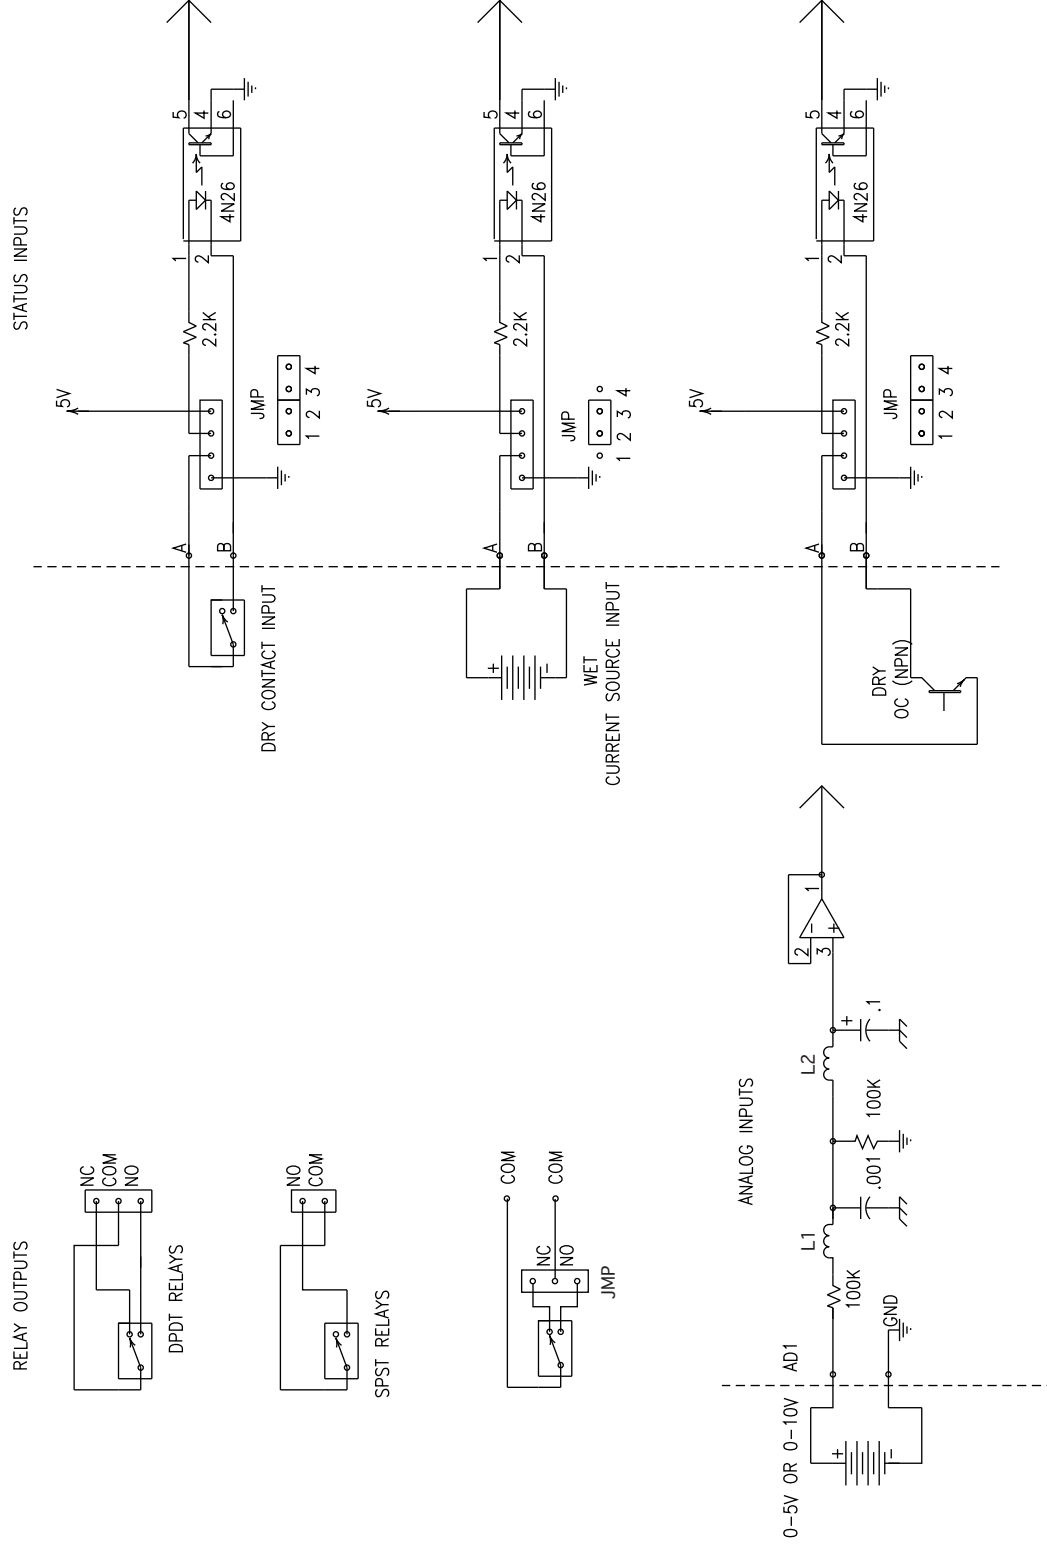 STATUS INPUTS
5V
JMP
1 2 3 4
2.2K
1
2
4N26
5
4
6
A
B
DRY CONTACT INPUT
5V
JMP
1 2 3 4
2.2K
1
2
4N26
5
4
6
A
B
+
−
WET
CURRENT SOURCE INPUT
5V
JMP
1 2 3 4
2.2K
1
2
4N26
5
4
6
A
B
DRY
OC (NPN)
RELAY OUTPUTS
NC
COM
NO
DPDT RELAYS
NO
COM
SPST RELAYS
COM
COM
NC
NO
JMP
ANALOG INPUTS
0−5V OR 0−10V
AD1
+
−
GND
100K
L1
.001
100K
L2
+
.1
2
3
−
+
1